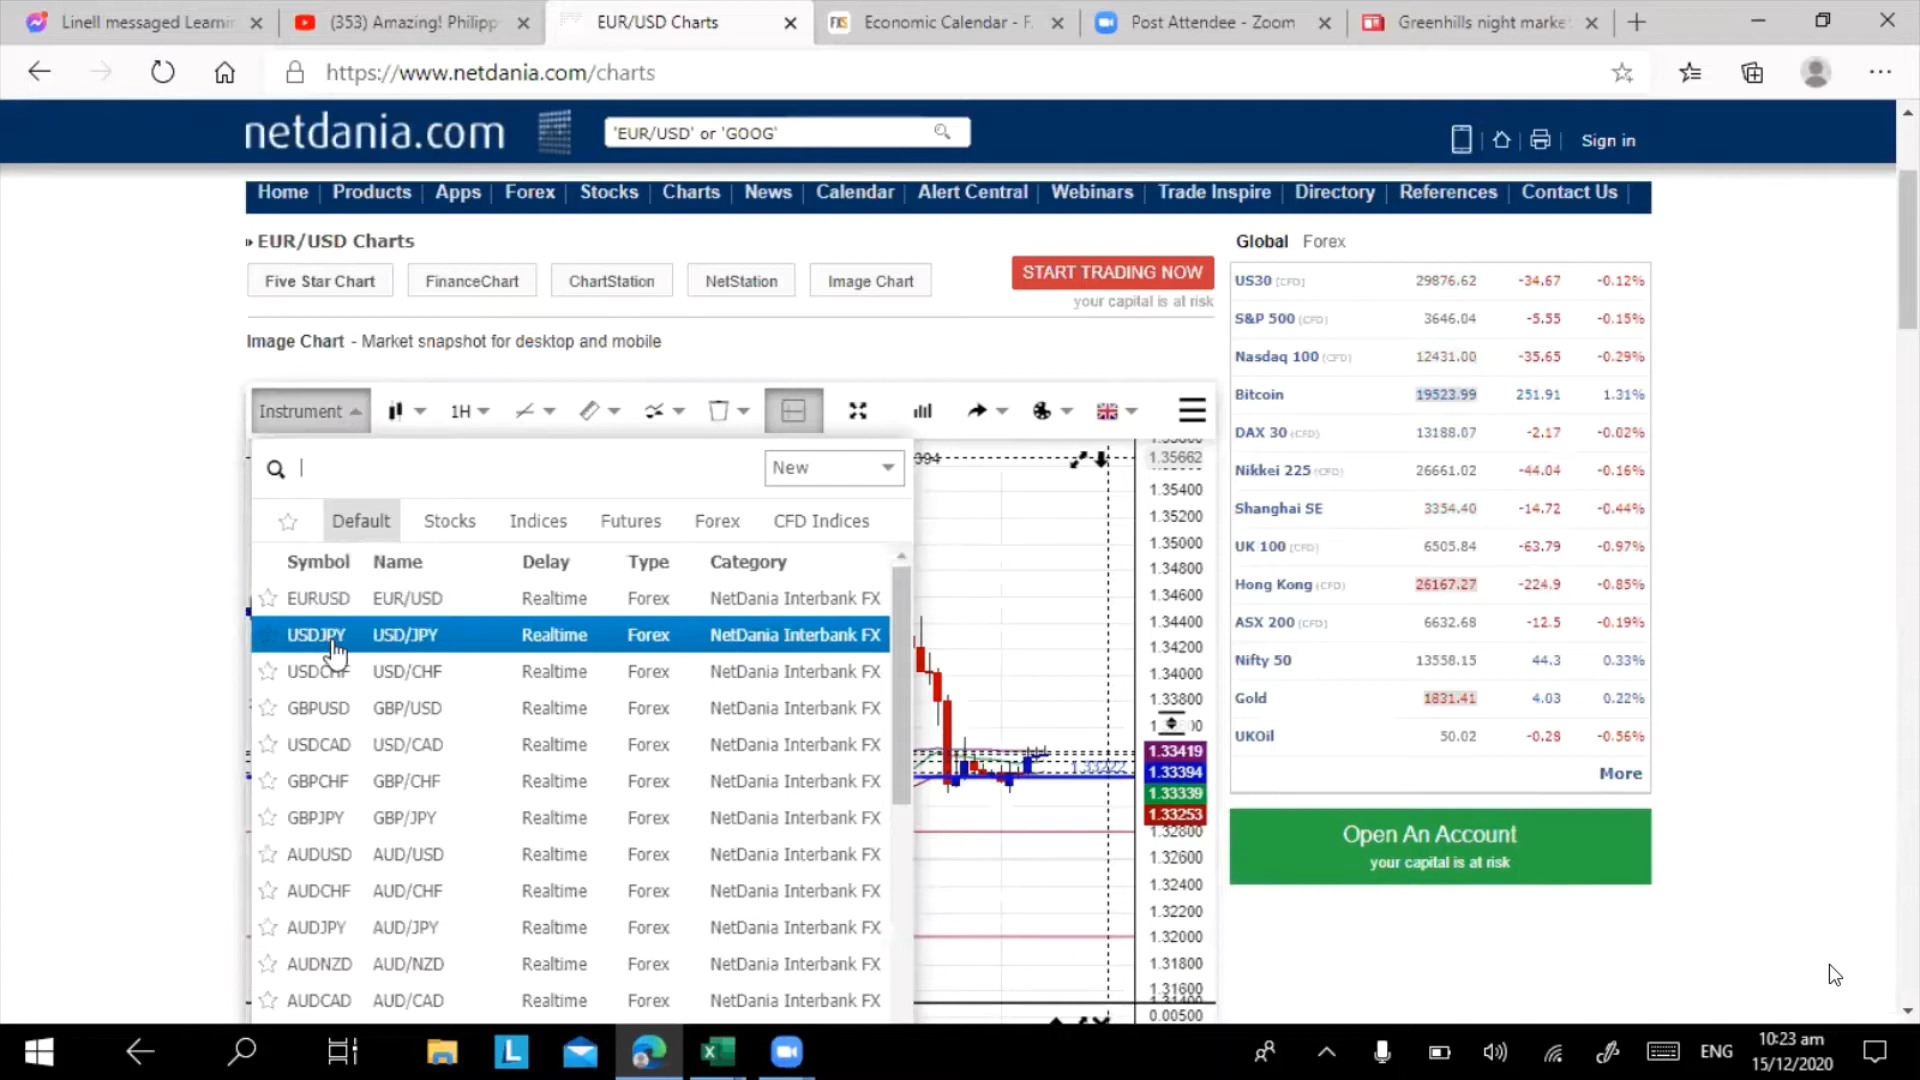 Linell messaged Learnin
(353) Amazing! Philipp
EUR/USD Charts
FXS Economic Calendar - F
Post Attendee - Zoom
Greenhills night marke
https://www.netdania.com/charts
netdania.com
'EUR/USD' or 'GOOG'
Sign in
Home | Products | Apps | Forex | Stocks | Charts | News | Calendar | Alert Central | Webinars | Trade Inspire | Directory | References | Contact Us |
EUR/USD Charts
Five Star Chart
FinanceChart
ChartStation
NetStation
Image Chart
START TRADING NOW
your capital is at risk
Image Chart - Market snapshot for desktop and mobile
Instrument
1H
New
Default Stocks Indices Futures Forex CFD Indices
Symbol Name Delay Type Category
EURUSD EUR/USD Realtime Forex NetDania Interbank FX
USDJPY USD/JPY Realtime Forex NetDania Interbank FX
USDCHF USD/CHF Realtime Forex NetDania Interbank FX
GBPUSD GBP/USD Realtime Forex NetDania Interbank FX
USDCAD USD/CAD Realtime Forex NetDania Interbank FX
GBPCHF GBP/CHF Realtime Forex NetDania Interbank FX
GBPJPY GBP/JPY Realtime Forex NetDania Interbank FX
AUDUSD AUD/USD Realtime Forex NetDania Interbank FX
AUDCHF AUD/CHF Realtime Forex NetDania Interbank FX
AUDJPY AUD/JPY Realtime Forex NetDania Interbank FX
AUDNZD AUD/NZD Realtime Forex NetDania Interbank FX
AUDCAD AUD/CAD Realtime Forex NetDania Interbank FX
394
1.35662
1.35400
1.35200
1.35000
1.34800
1.34600
1.34400
1.34200
1.34000
1.33800
1.33419
1.33394
1.33339
1.33253
1.33222
1.32800
1.32600
1.32400
1.32200
1.32000
1.31800
1.31600
1.31400
0.00500
Global Forex
US30 (CFD) 29876.62 -34.67 -0.12%
S&P 500 (CFD) 3646.04 -5.55 -0.15%
Nasdaq 100 (CFD) 12431.00 -35.65 -0.29%
Bitcoin 19523.99 251.91 1.31%
DAX 30 (CFD) 13188.07 -2.17 -0.02%
Nikkei 225 (CFD) 26661.02 -44.04 -0.16%
Shanghai SE 3354.40 -14.72 -0.44%
UK 100 (CFD) 6505.84 -63.79 -0.97%
Hong Kong (CFD) 26167.27 -224.9 -0.85%
ASX 200 (CFD) 6632.68 -12.5 -0.19%
Nifty 50 13558.15 44.3 0.33%
Gold 1831.41 4.03 0.22%
UKOil 50.02 -0.28 -0.56%
More
Open An Account
your capital is at risk
ENG
10:23 am
15/12/2020